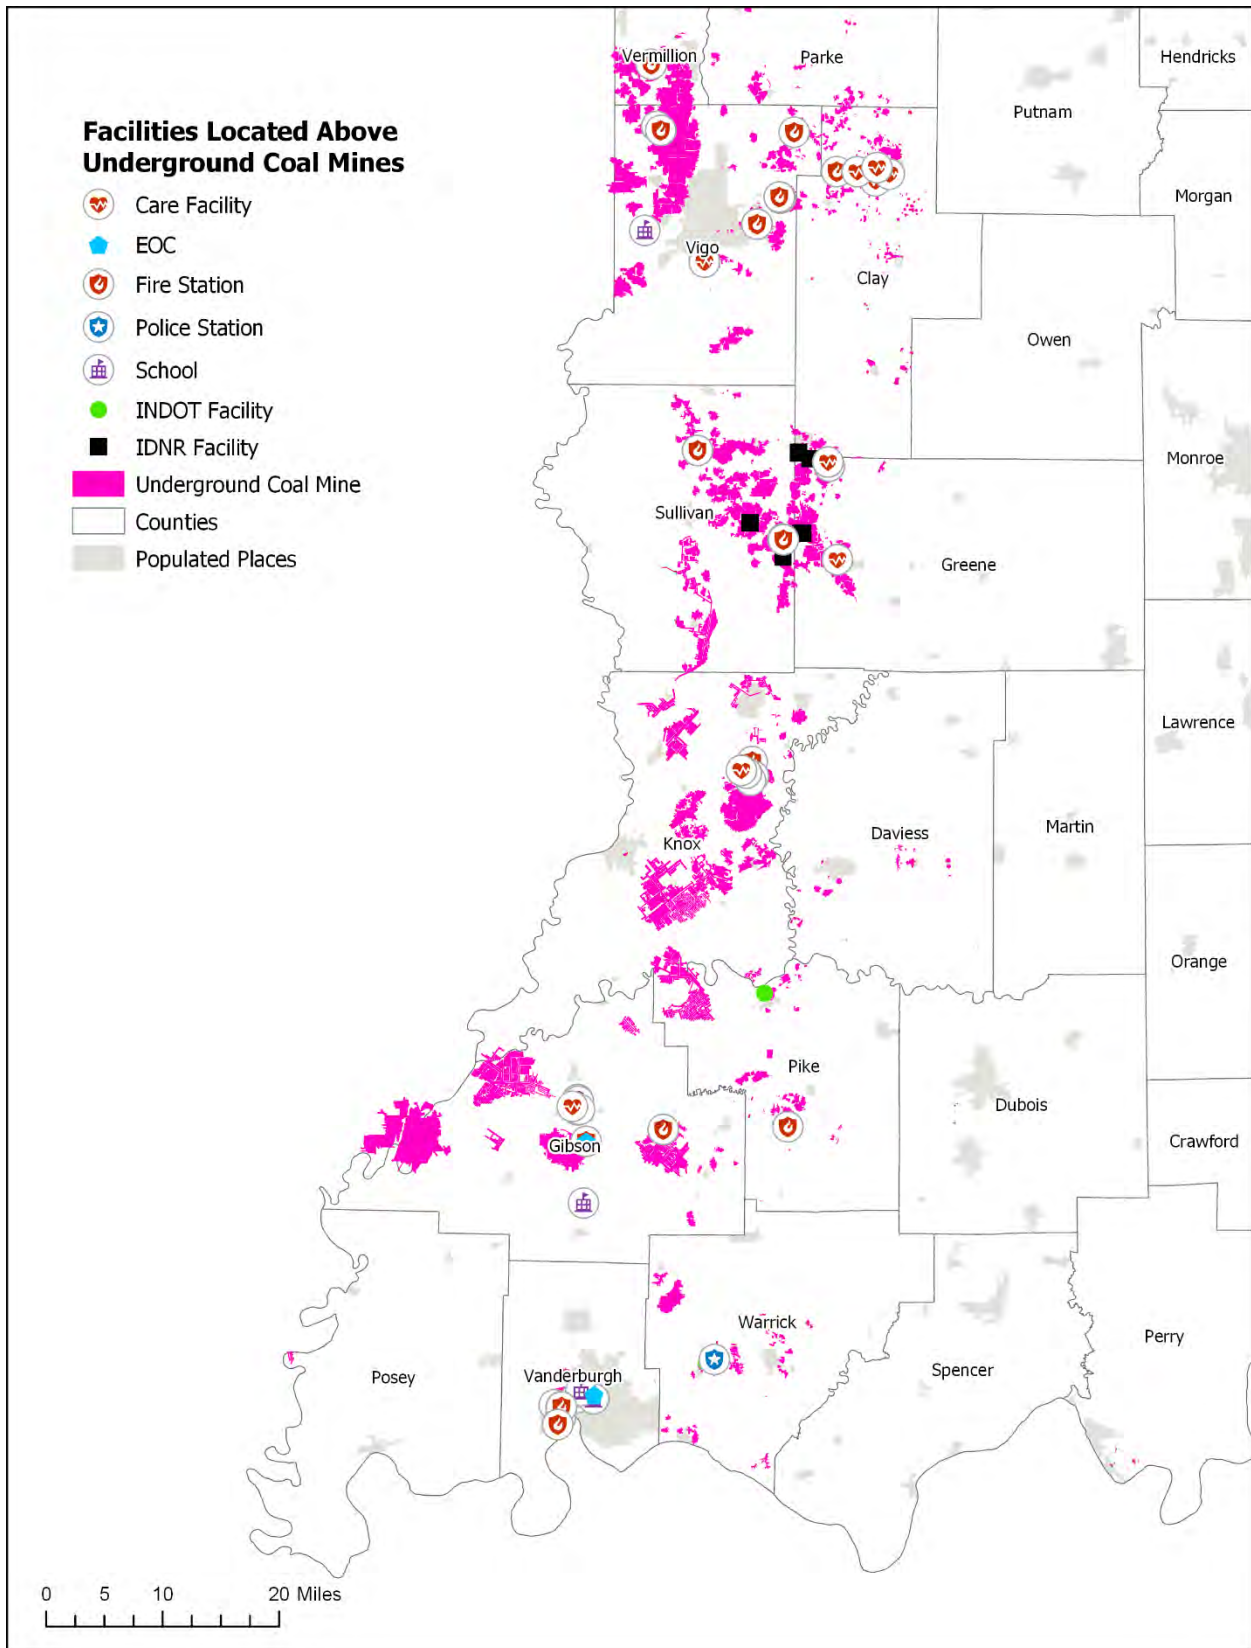 Vermillion
Parke
Hendricks
Putnam
Facilities Located Above
Underground Coal Mines
Care Facility
EOC
Fire Station
Police Station
School
INDOT Facility
IDNR Facility
Underground Coal Mine
Counties
Populated Places
Morgan
Vigo
Clay
Owen
Monroe
Sullivan
Greene
Lawrence
Daviess
Martin
Knox
Orange
Pike
Dubois
Crawford
Gibson
Warrick
Perry
Spencer
Posey
Vanderburgh
0 5 10 20 Miles